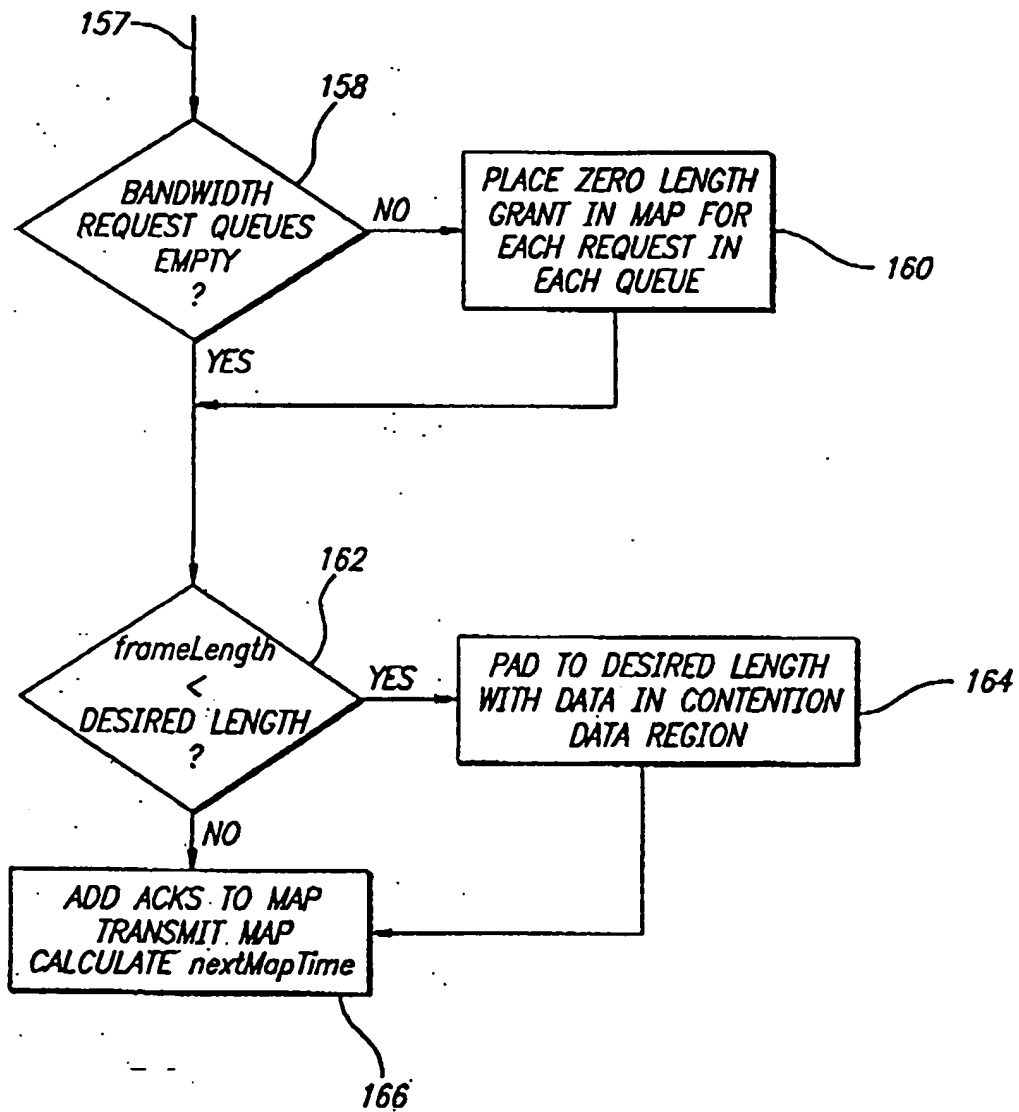 157
158
BANDWIDTH
REQUEST QUEUES
EMPTY
?
NO
PLACE ZERO LENGTH
GRANT IN MAP FOR
EACH REQUEST IN
EACH QUEUE
160
YES
162
frameLength
<
DESIRED LENGTH
?
YES
PAD TO DESIRED LENGTH
WITH DATA IN CONTENTION
DATA REGION
164
NO
ADD ACKS TO MAP
TRANSMIT MAP
CALCULATE nextMapTime
166